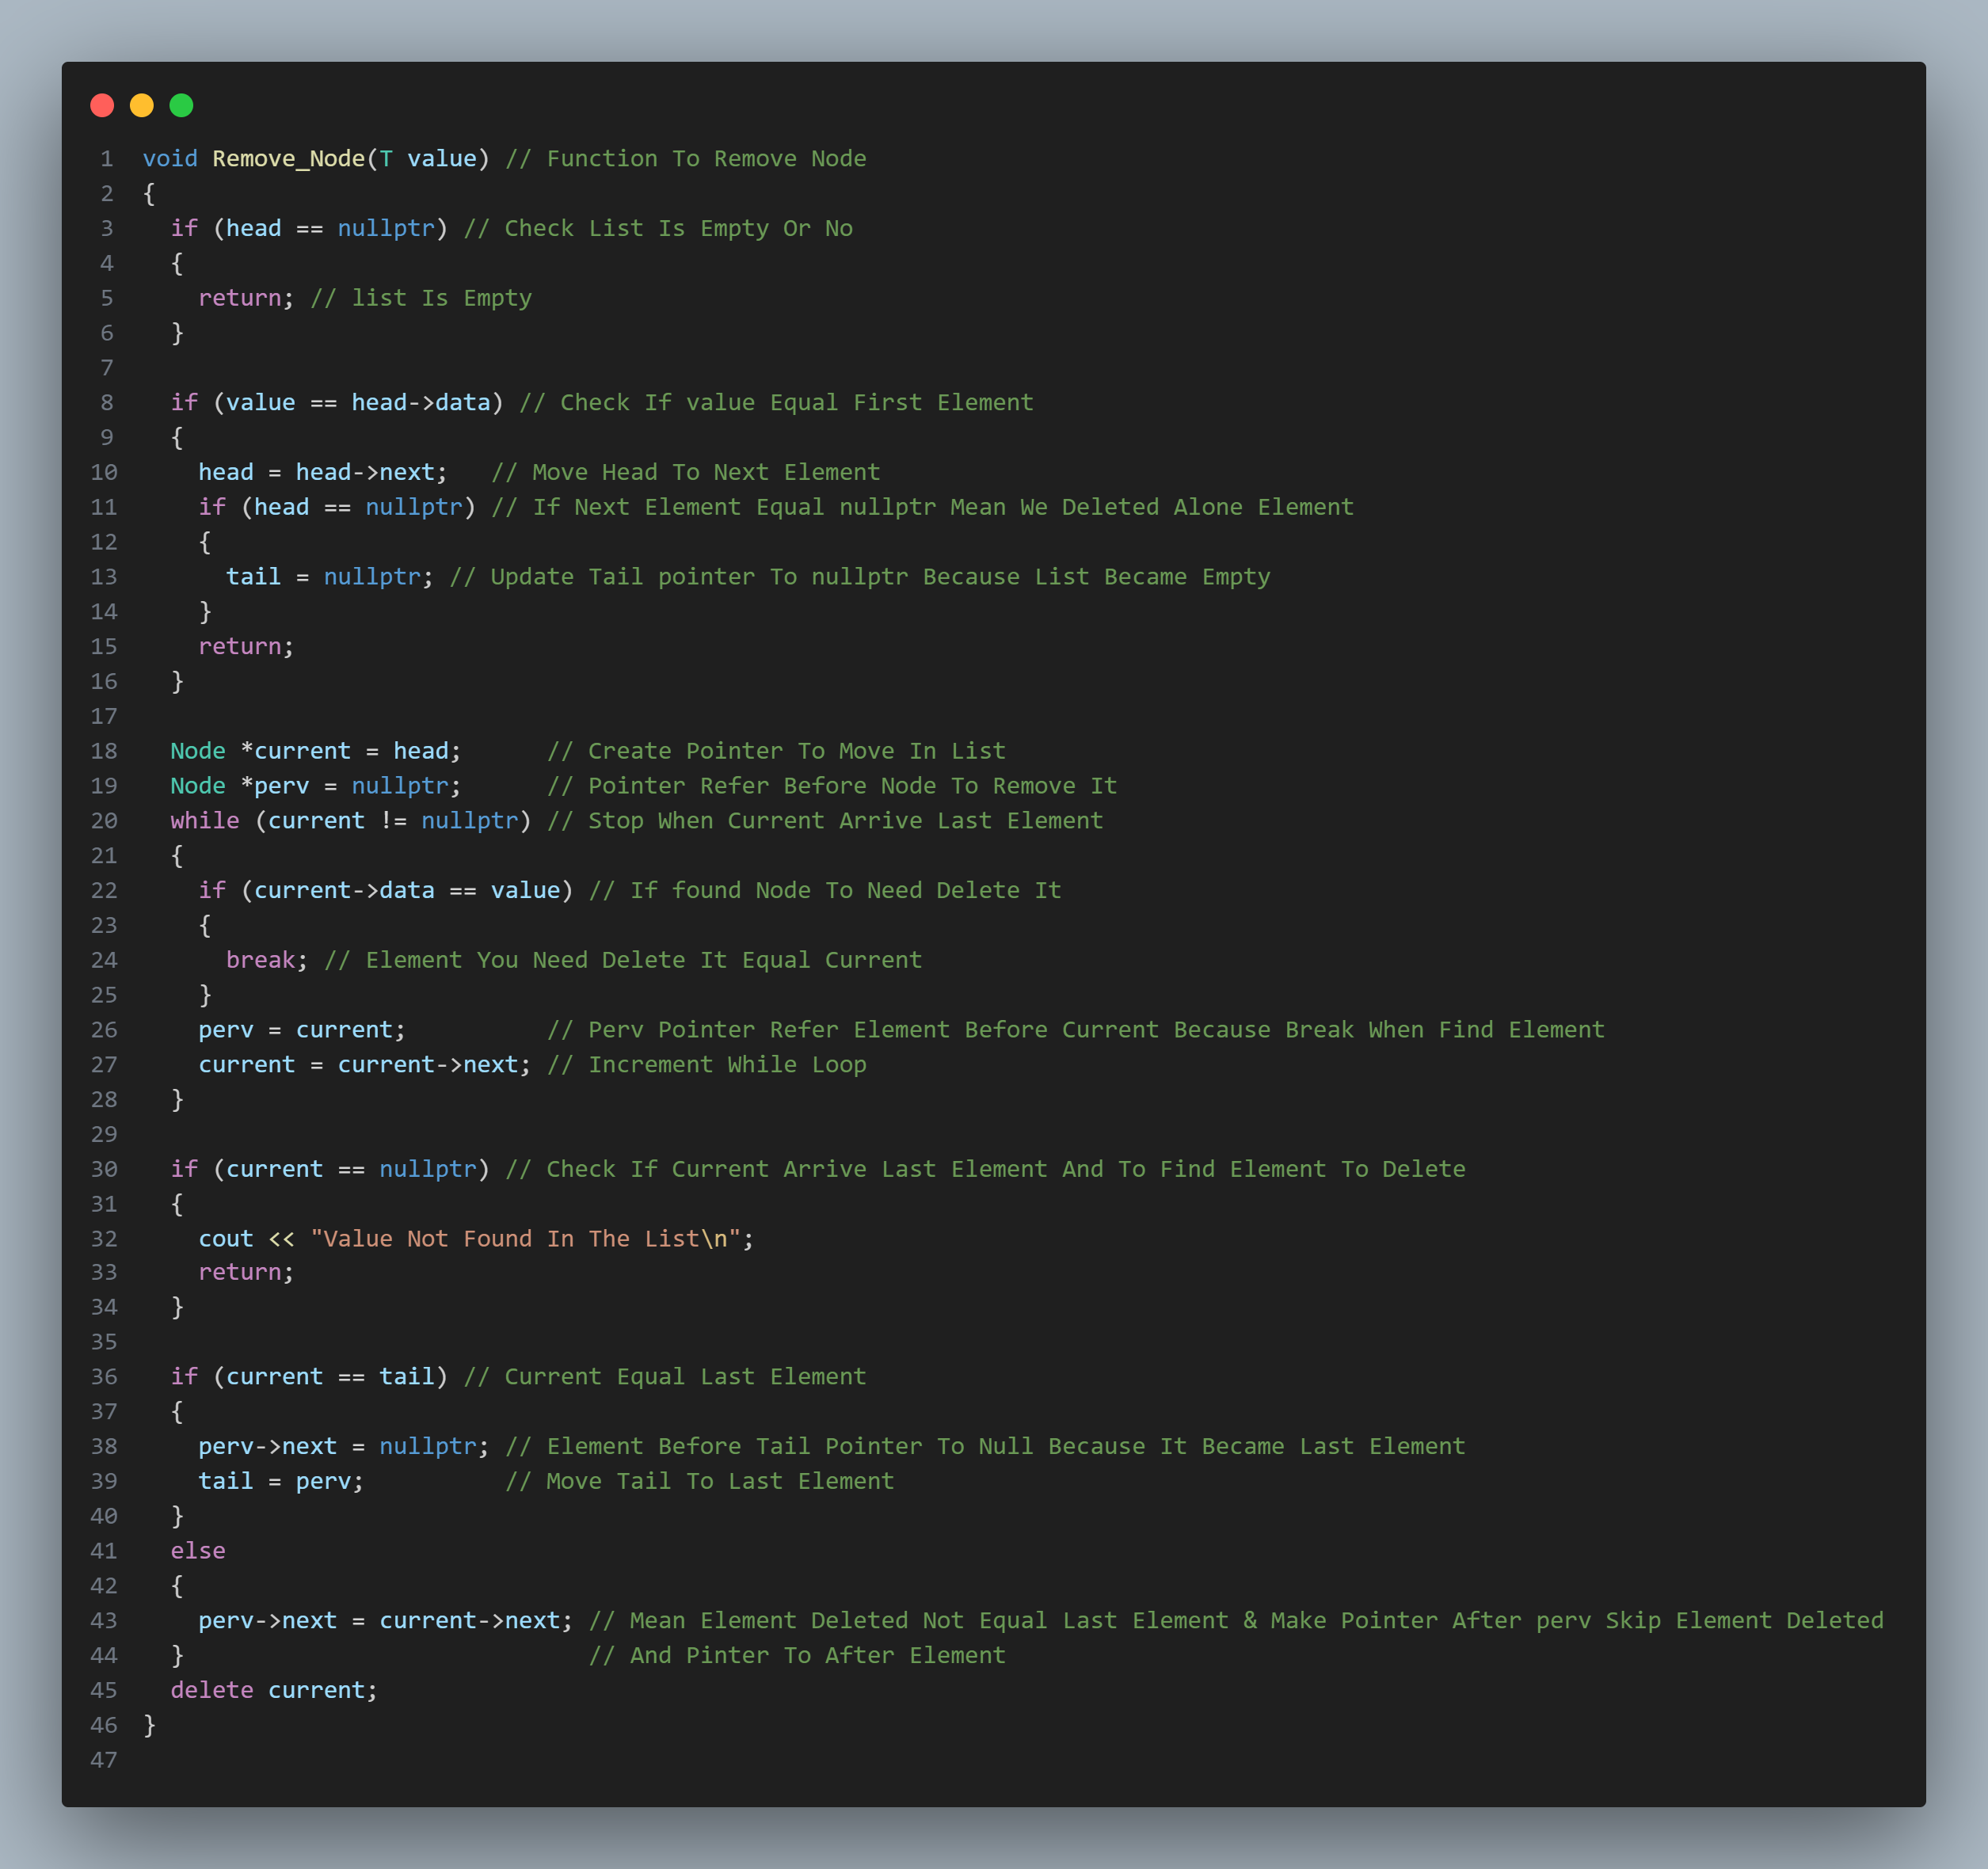 1 void Remove_Node(T value) // Function To Remove Node
2 {
3   if (head == nullptr) // Check List Is Empty Or No
4   {
5     return; // list Is Empty
6   }
7
8   if (value == head->data) // Check If value Equal First Element
9   {
10     head = head->next;   // Move Head To Next Element
11     if (head == nullptr) // If Next Element Equal nullptr Mean We Deleted Alone Element
12     {
13       tail = nullptr; // Update Tail pointer To nullptr Because List Became Empty
14     }
15     return;
16   }
17
18   Node *current = head;      // Create Pointer To Move In List
19   Node *perv = nullptr;      // Pointer Refer Before Node To Remove It
20   while (current != nullptr) // Stop When Current Arrive Last Element
21   {
22     if (current->data == value) // If found Node To Need Delete It
23     {
24       break; // Element You Need Delete It Equal Current
25     }
26     perv = current;          // Perv Pointer Refer Element Before Current Because Break When Find Element
27     current = current->next; // Increment While Loop
28   }
29
30   if (current == nullptr) // Check If Current Arrive Last Element And To Find Element To Delete
31   {
32     cout << "Value Not Found In The List\n";
33     return;
34   }
35
36   if (current == tail) // Current Equal Last Element
37   {
38     perv->next = nullptr; // Element Before Tail Pointer To Null Because It Became Last Element
39     tail = perv;          // Move Tail To Last Element
40   }
41   else
42   {
43     perv->next = current->next; // Mean Element Deleted Not Equal Last Element & Make Pointer After perv Skip Element Deleted
44   }                             // And Pinter To After Element
45   delete current;
46 }
47